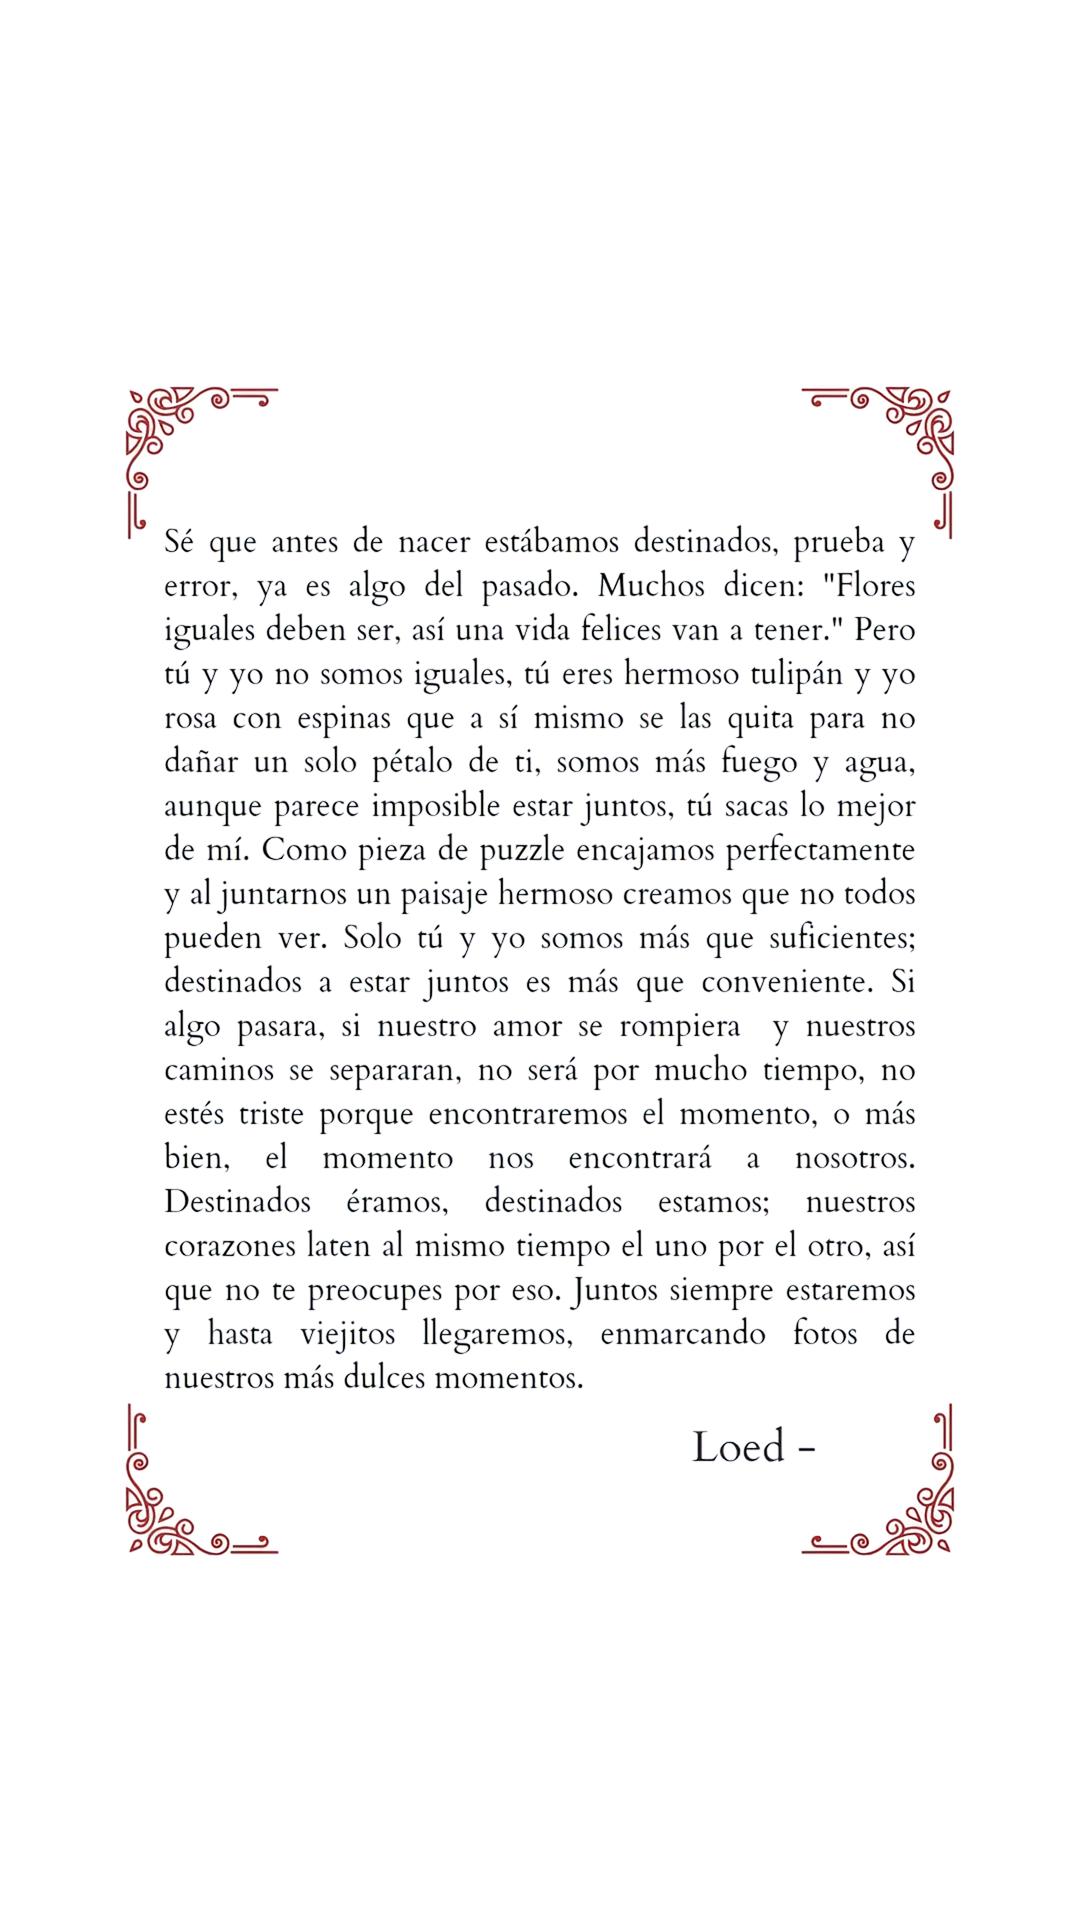 Sé que antes de nacer estábamos destinados, prueba y
error, ya es algo del pasado. Muchos dicen: "Flores
iguales deben ser, así una vida felices van a tener." Pero
tú y yo no somos iguales, tú eres hermoso tulipán y yo
rosa con espinas que a sí mismo se las quita para no
dañar un solo pétalo de ti, somos más fuego y agua,
aunque parece imposible estar juntos, tú sacas lo mejor
de mí. Como pieza de puzzle encajamos perfectamente
y al juntarnos un paisaje hermoso creamos que no todos
pueden ver. Solo tú y yo somos más que suficientes;
destinados a estar juntos es más que conveniente. Si
algo pasara, si nuestro amor se rompiera  y nuestros
caminos se separaran, no será por mucho tiempo, no
estés triste porque encontraremos el momento, o más
bien, el momento nos encontrará a nosotros.
Destinados éramos, destinados estamos; nuestros
corazones laten al mismo tiempo el uno por el otro, así
que no te preocupes por eso. Juntos siempre estaremos
y hasta viejitos llegaremos, enmarcando fotos de
nuestros más dulces momentos.
Loed -